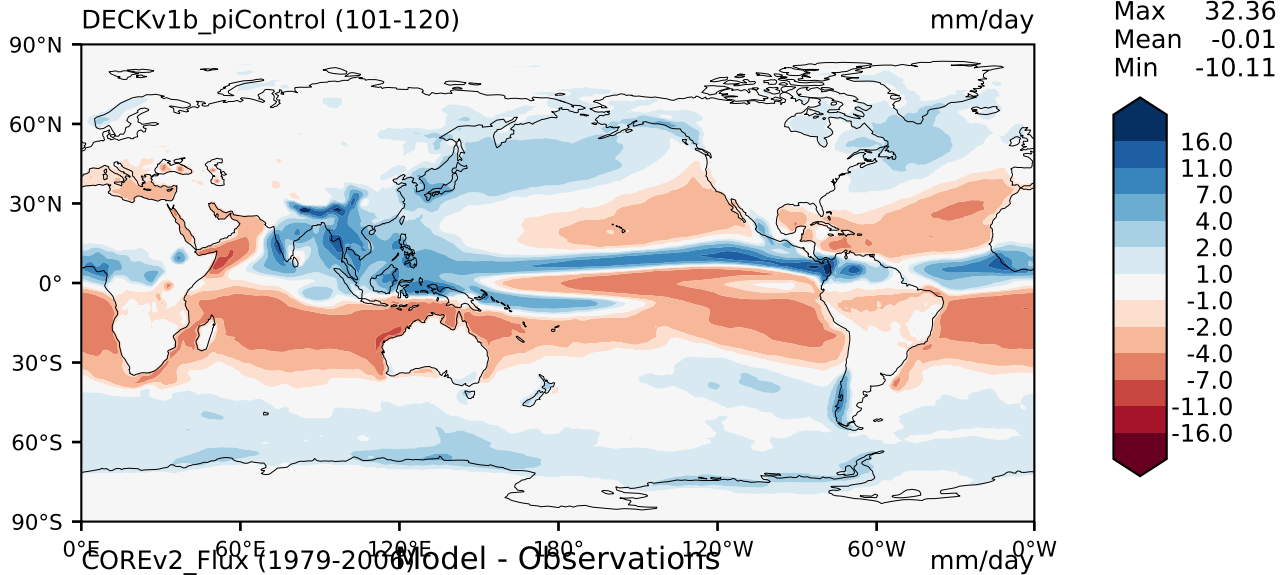 DECKv1b_piControl (101-120) mm/day
Max 32.36
Mean -0.01
Min -10.11
90°N
60°N
30°N
0°
30°S
60°S
90°S
16.0
11.0
7.0
4.0
2.0
1.0
-1.0
-2.0
-4.0
-7.0
-11.0
-16.0
0°E 60°E 120°E 180° 120°W 60°W 0°W
COREv2_Flux (1979-2006) Model - Observations mm/day